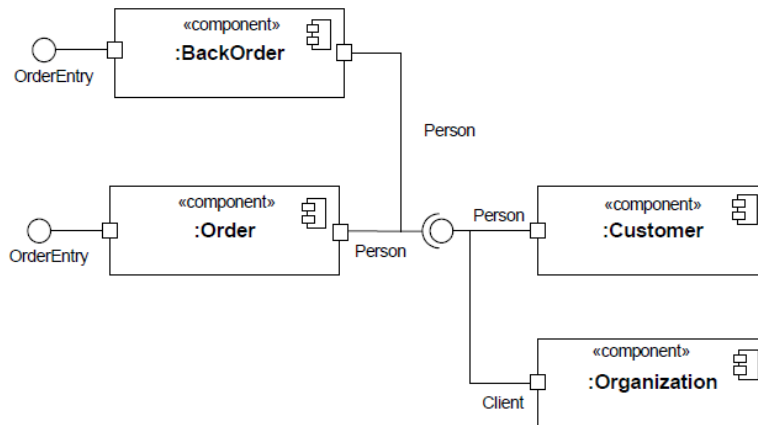 «component»
:BackOrder
OrderEntry
Person
«component»
:Order
OrderEntry
Person
Person
«component»
:Customer
«component»
:Organization
Client